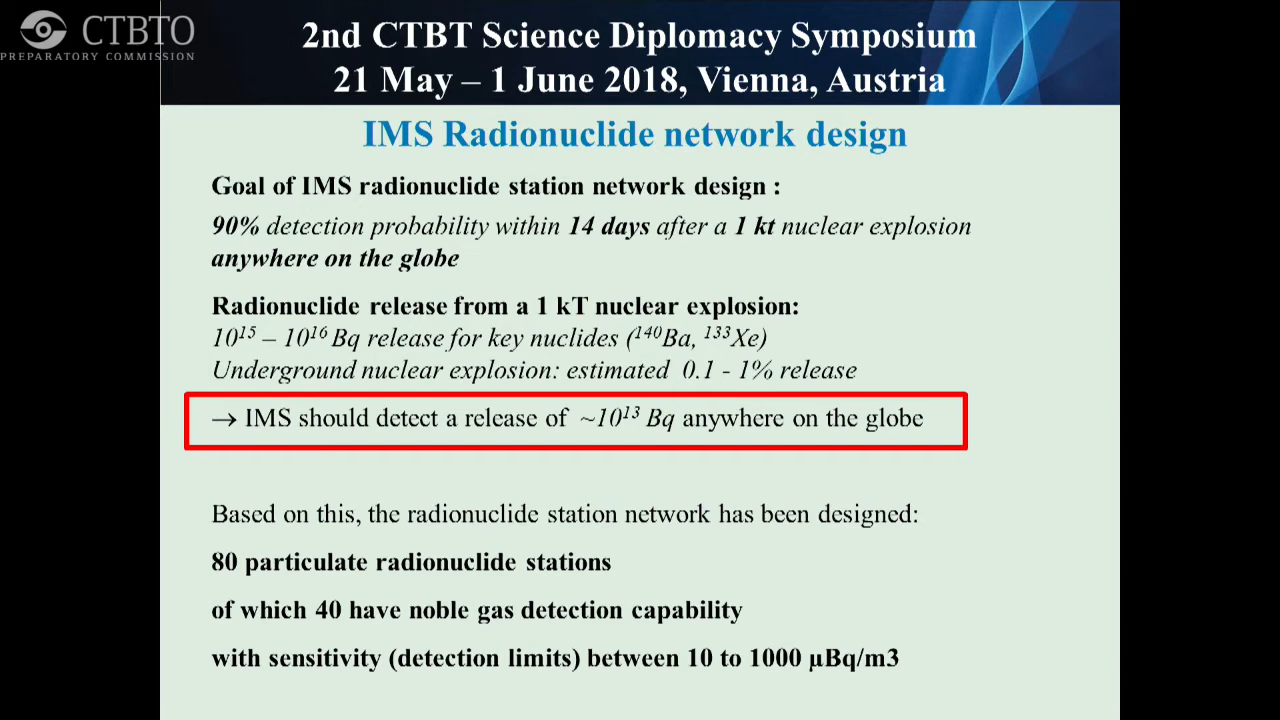 CTBTO
PREPARATORY COMMISSION
2nd CTBT Science Diplomacy Symposium
21 May – 1 June 2018, Vienna, Austria
IMS Radionuclide network design
Goal of IMS radionuclide station network design :
90% detection probability within 14 days after a 1 kt nuclear explosion
anywhere on the globe
Radionuclide release from a 1 kT nuclear explosion:
10¹⁵ – 10¹⁶ Bq release for key nuclides (¹⁴⁰Ba, ¹³³Xe)
Underground nuclear explosion: estimated 0.1 - 1% release
→ IMS should detect a release of ~10¹³ Bq anywhere on the globe
Based on this, the radionuclide station network has been designed:
80 particulate radionuclide stations
of which 40 have noble gas detection capability
with sensitivity (detection limits) between 10 to 1000 µBq/m3